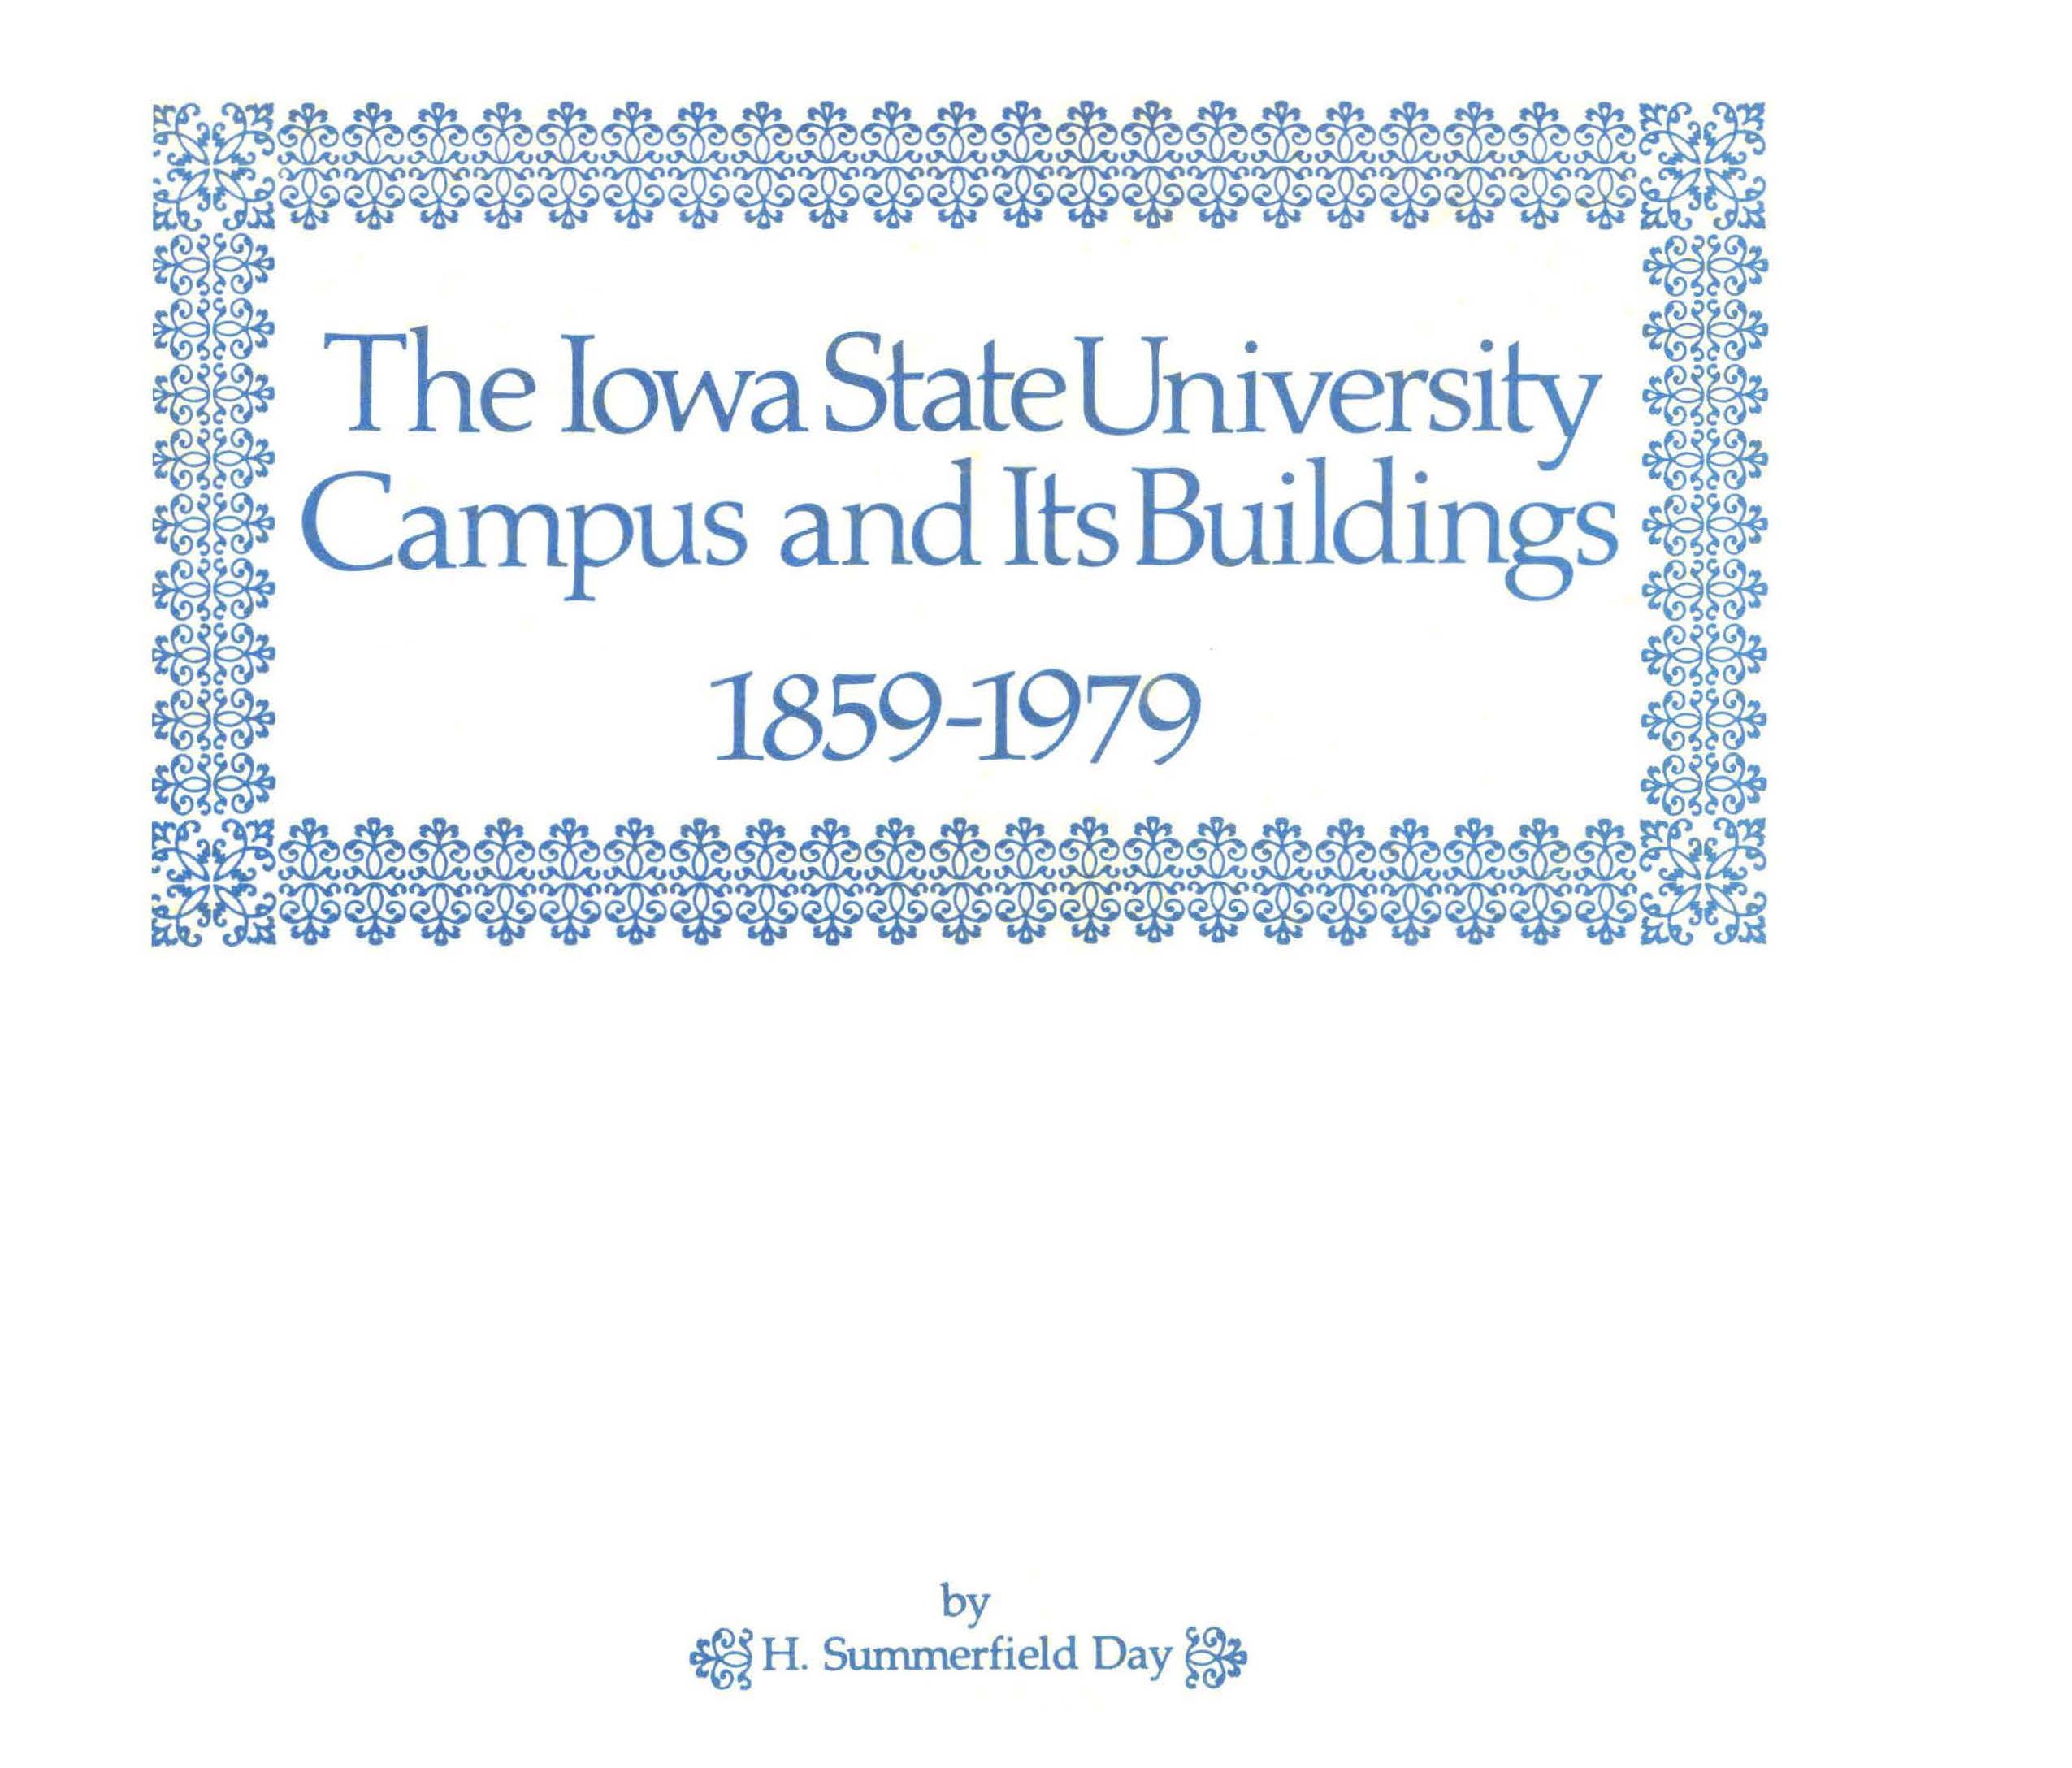 The Iowa State University
Campus and Its Buildings
1859-1979
by
H. Summerfield Day